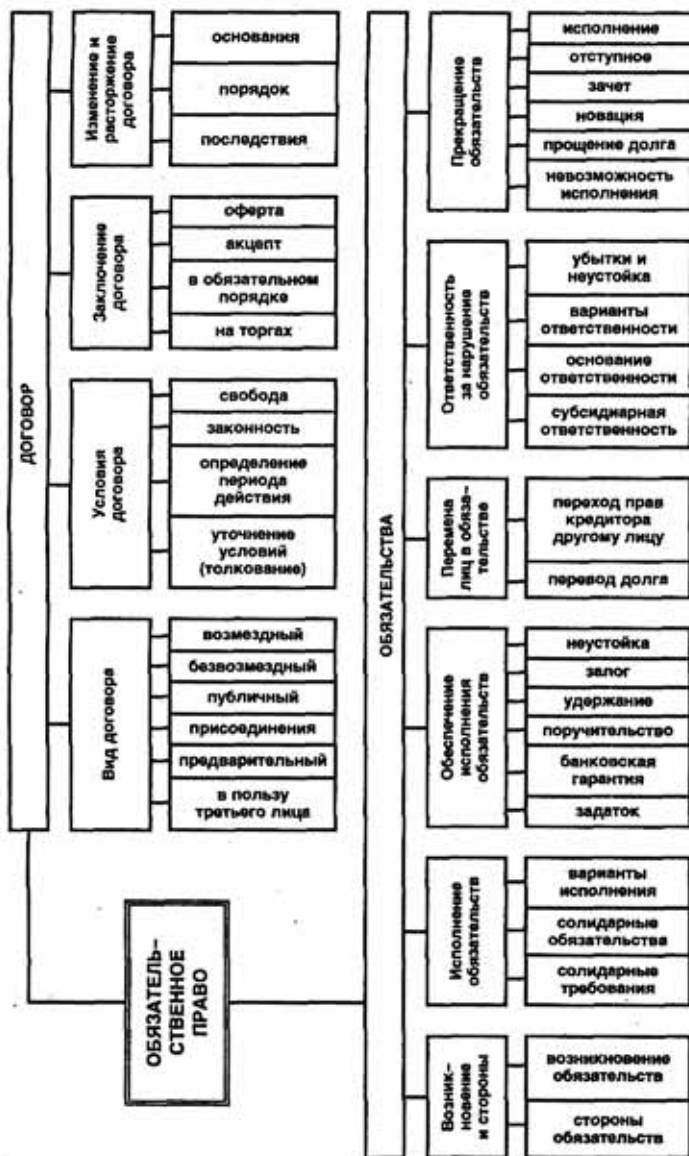 ОБЯЗАТЕЛЬ-
СТВЕННОЕ
ПРАВО
ДОГОВОР
Вид договора
возмездный
безвозмездный
публичный
присоединения
предварительный
в пользу
третьего лица
Условия
договора
свобода
законность
определение
периода
действия
уточнение
условий
(толкование)
Заключение
договора
оферта
акцепт
в обязательном
порядке
на торгах
Изменение и
расторжение
договора
основания
порядок
последствия
ОБЯЗАТЕЛЬСТВА
Возник-
новение
и стороны
возникновение
обязательств
стороны
обязательств
Исполнение
обязательств
варианты
исполнения
солидарные
обязательства
солидарные
требования
Обеспечение
исполнения
обязательств
неустойка
залог
удержание
поручительство
банковская
гарантия
задаток
Перемена
лиц в обяза-
тельстве
переход прав
кредитора
другому лицу
перевод долга
Ответственность
за нарушение
обязательств
убытки и
неустойка
варианты
ответственности
основание
ответственности
субсидиарная
ответственность
Прекращение
обязательств
исполнение
отступное
зачет
новация
прощение долга
невозможность
исполнения